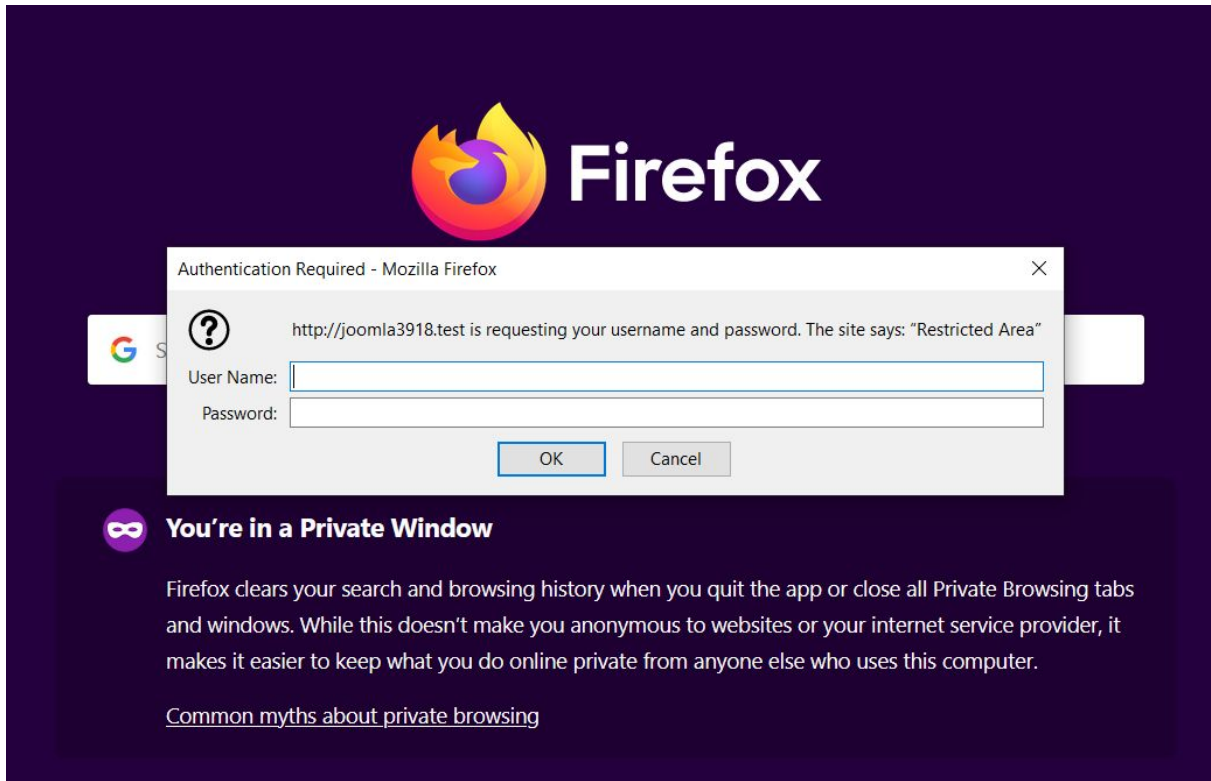 Firefox
Authentication Required - Mozilla Firefox
http://joomla3918.test is requesting your username and password. The site says: “Restricted Area”
S
User Name:
Password:
OK Cancel
You’re in a Private Window
Firefox clears your search and browsing history when you quit the app or close all Private Browsing tabs
and windows. While this doesn’t make you anonymous to websites or your internet service provider, it
makes it easier to keep what you do online private from anyone else who uses this computer.
Common myths about private browsing